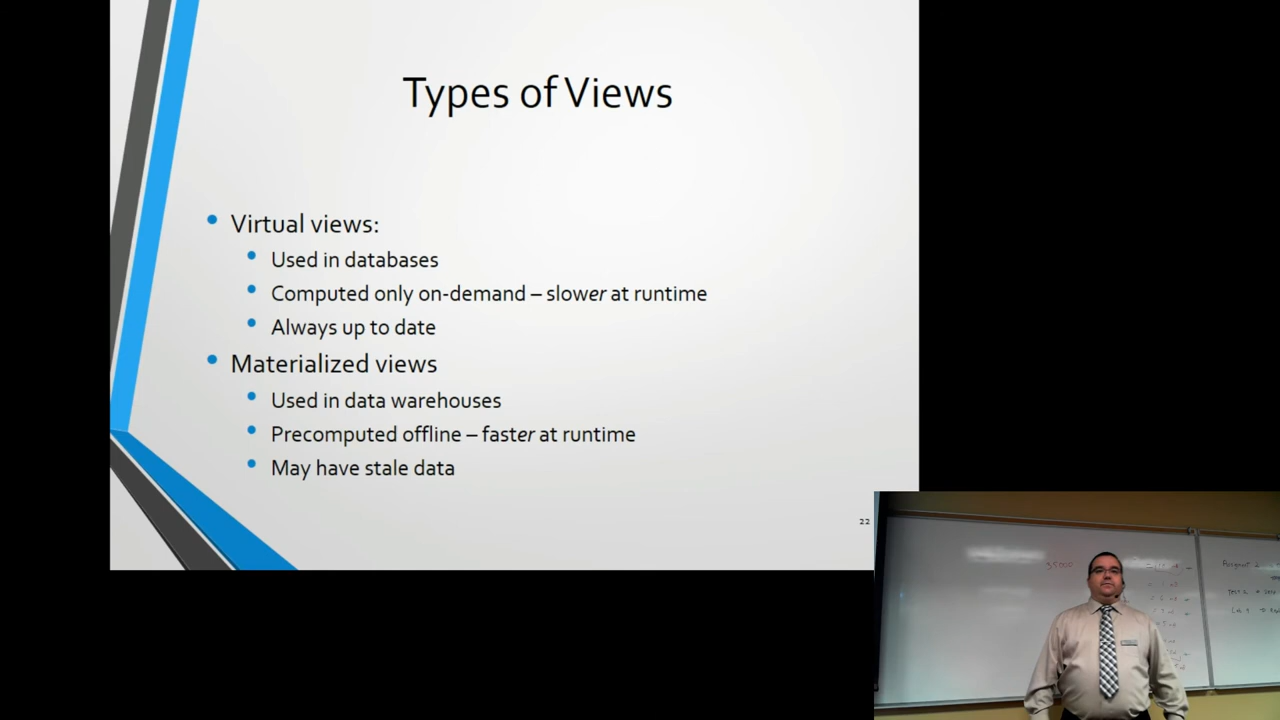 Types of Views
Virtual views:
Used in databases
Computed only on-demand – slower at runtime
Always up to date
Materialized views
Used in data warehouses
Precomputed offline – faster at runtime
May have stale data
22
35000